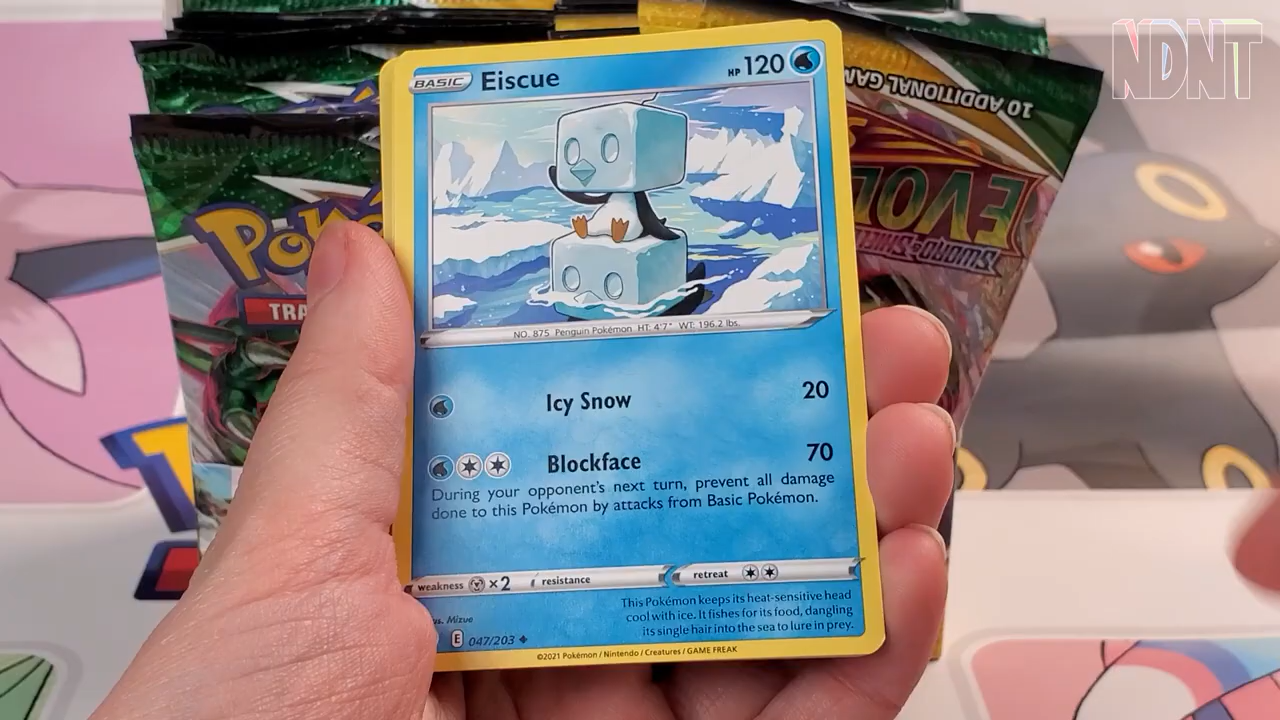 NDNT
BASIC Eiscue HP 120
NO. 875 Penguin Pokémon HT: 4'7" WT: 196.2 lbs.
Icy Snow 20
Blockface 70
During your opponent's next turn, prevent all damage
done to this Pokémon by attacks from Basic Pokémon.
weakness ×2 resistance retreat
This Pokémon keeps its heat-sensitive head
cool with ice. It fishes for its food, dangling
its single hair into the sea to lure in prey.
us. Mizue
E 047/203
©2021 Pokémon / Nintendo / Creatures / GAME FREAK
Poké
TRA
10 ADDITIONAL GAM
EVOL
SWORD & SHIELD